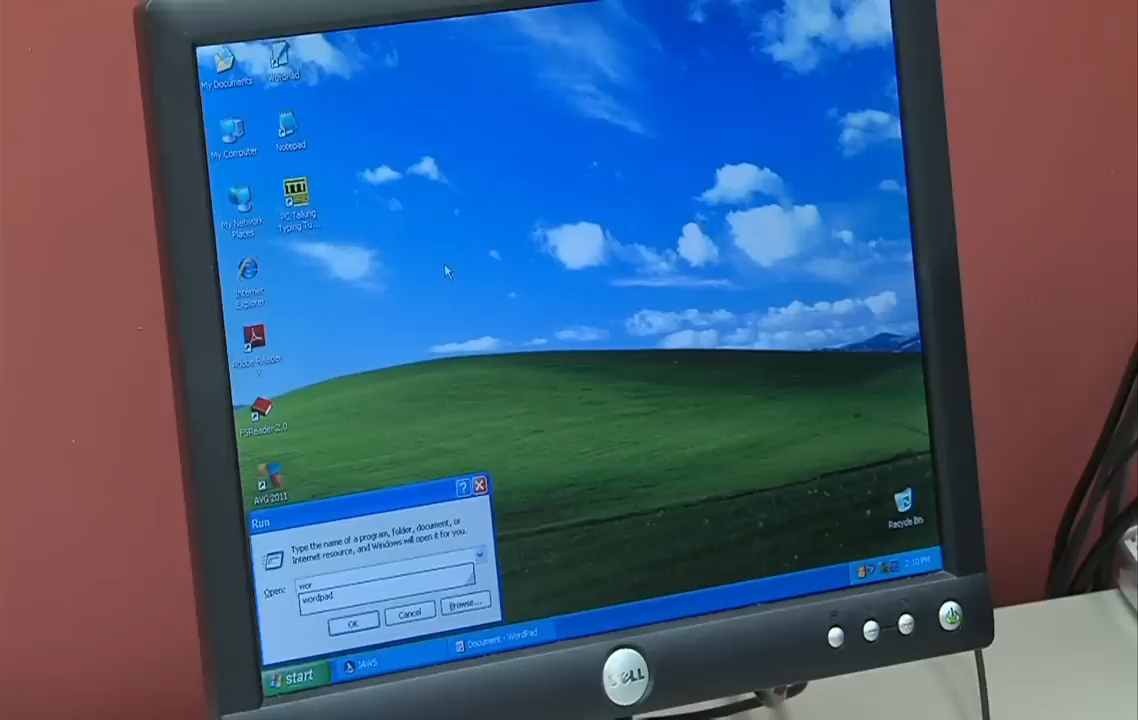 My Documents
WordPad
My Computer
Notepad
My Network
Places
PC Talking
Typing Tu...
Internet
Explorer
Adobe Reader
9
FSReader 2.0
AVG 2011
Recycle Bin
Run
Type the name of a program, folder, document, or
Internet resource, and Windows will open it for you.
Open:
wor
wordpad
OK
Cancel
Browse...
start
JAWS
Document - WordPad
2:10 PM
DELL